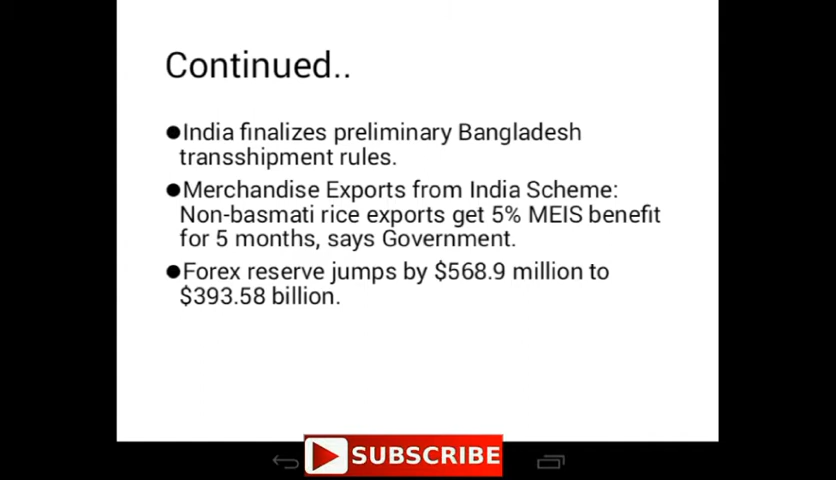 Continued..
●India finalizes preliminary Bangladesh
transshipment rules.
●Merchandise Exports from India Scheme:
Non-basmati rice exports get 5% MEIS benefit
for 5 months, says Government.
●Forex reserve jumps by $568.9 million to
$393.58 billion.
SUBSCRIBE